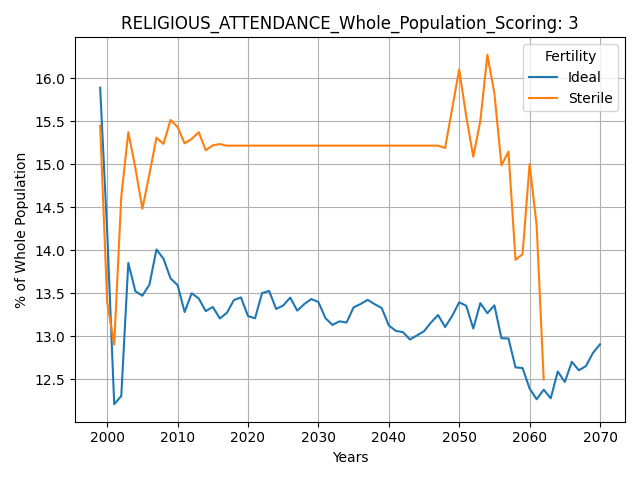 RELIGIOUS_ATTENDANCE_Whole_Population_Scoring: 3
Fertility
Ideal
Sterile
% of Whole Population
16.0
15.5
15.0
14.5
14.0
13.5
13.0
12.5
2000 2010 2020 2030 2040 2050 2060 2070
Years